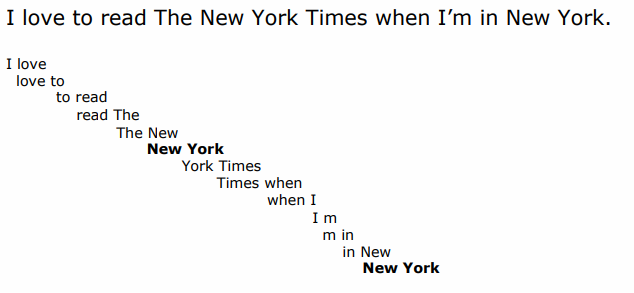 I love to read The New York Times when I’m in New York.
I love
love to
to read
read The
The New
New York
York Times
Times when
when I
I m
m in
in New
New York